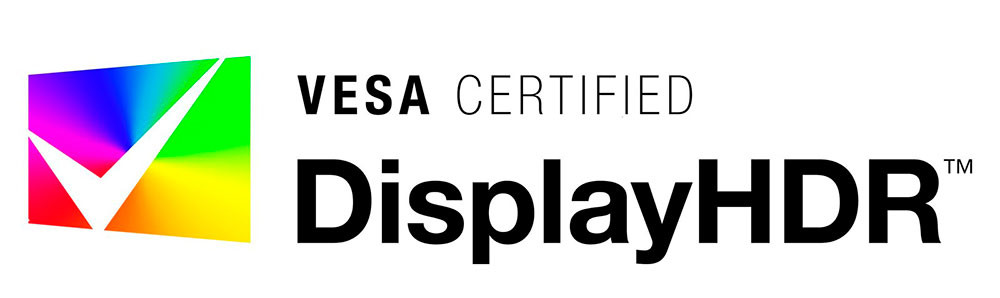 VESA CERTIFIED
DisplayHDR™